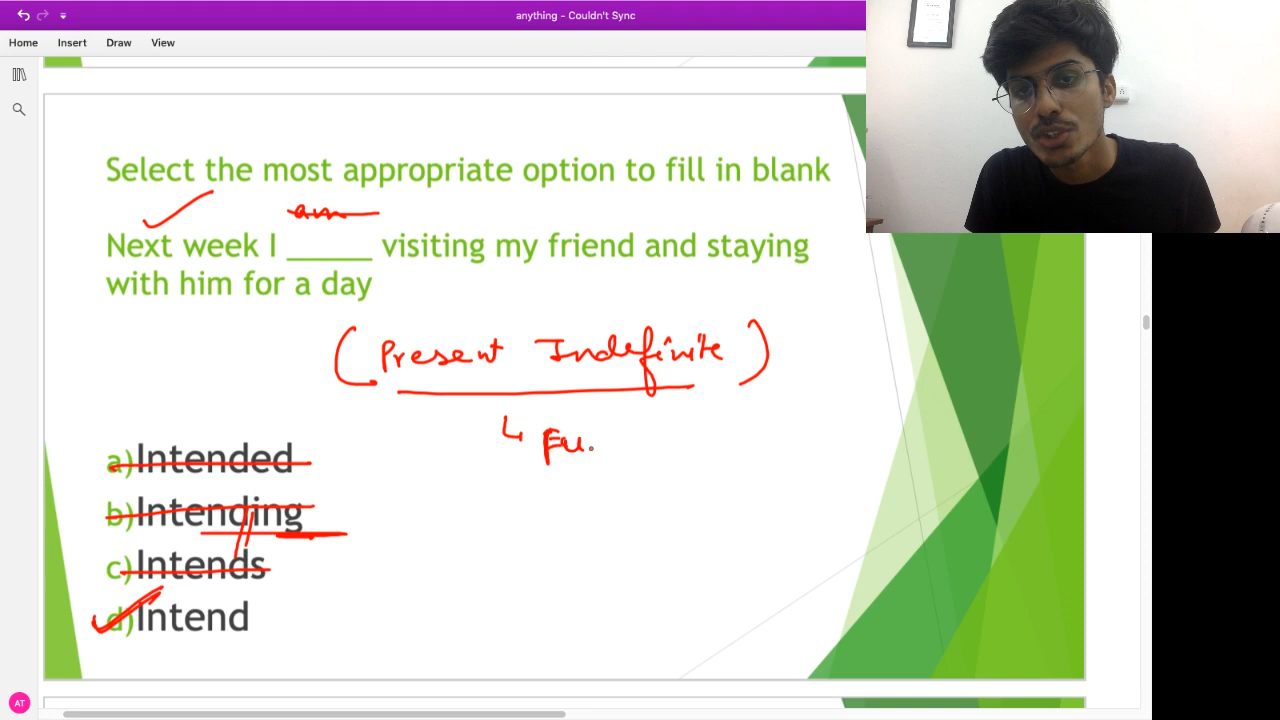 anything - Couldn't Sync
Home Insert Draw View
Select the most appropriate option to fill in blank
am
Next week I ______ visiting my friend and staying
with him for a day
(Present Indefinite)
Fu
a)Intended
b)Intending
c)Intends
d)Intend
AT